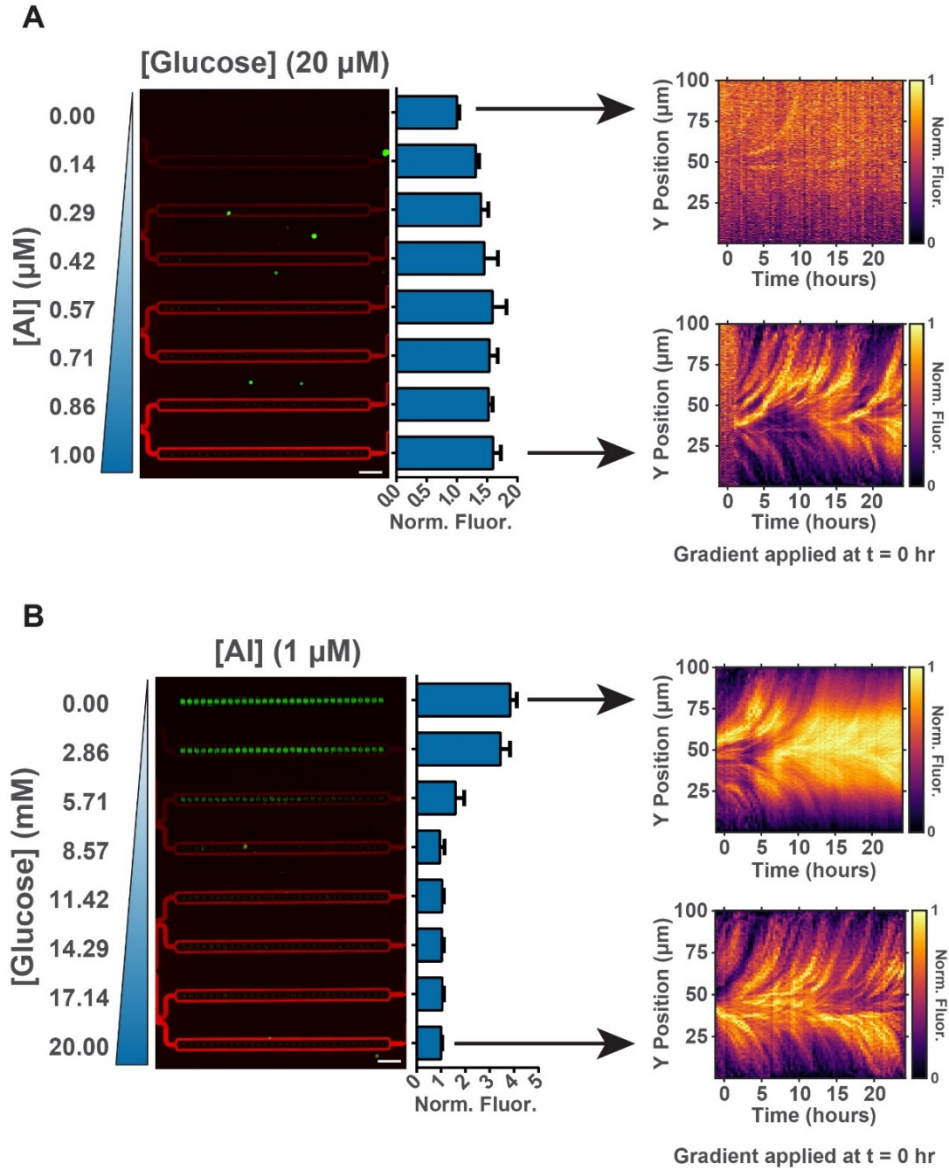 A
[Glucose] (20 µM)
[AI] (µM)
0.00
0.14
0.29
0.42
0.57
0.71
0.86
1.00
0.0 0.5 1.0 1.5 2.0
Norm. Fluor.
Y Position (µm)
100
75
50
25
0 5 10 15 20
Time (hours)
1
0
Norm. Fluor.
Y Position (µm)
100
75
50
25
0 5 10 15 20
Time (hours)
1
0
Norm. Fluor.
Gradient applied at t = 0 hr
B
[AI] (1 µM)
[Glucose] (mM)
0.00
2.86
5.71
8.57
11.42
14.29
17.14
20.00
0 1 2 3 4 5
Norm. Fluor.
Y Position (µm)
100
75
50
25
0 5 10 15 20
Time (hours)
1
0
Norm. Fluor.
Y Position (µm)
100
75
50
25
0 5 10 15 20
Time (hours)
1
0
Norm. Fluor.
Gradient applied at t = 0 hr